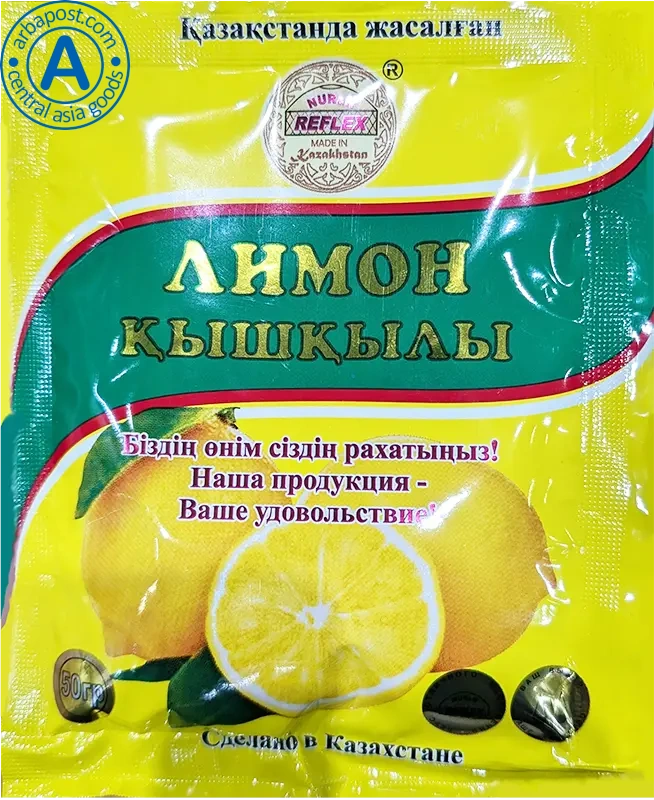 arbapost.com
A
central asia goods
Қазақстанда жасалған
®
REFLEX
MADE IN
Kazakhstan
ЛИМОН
ҚЫШҚЫЛЫ
Біздің өнім сіздің рахатыңыз!
Наша продукция -
Ваше удовольствие!
50гр
Сделано в Казахстане